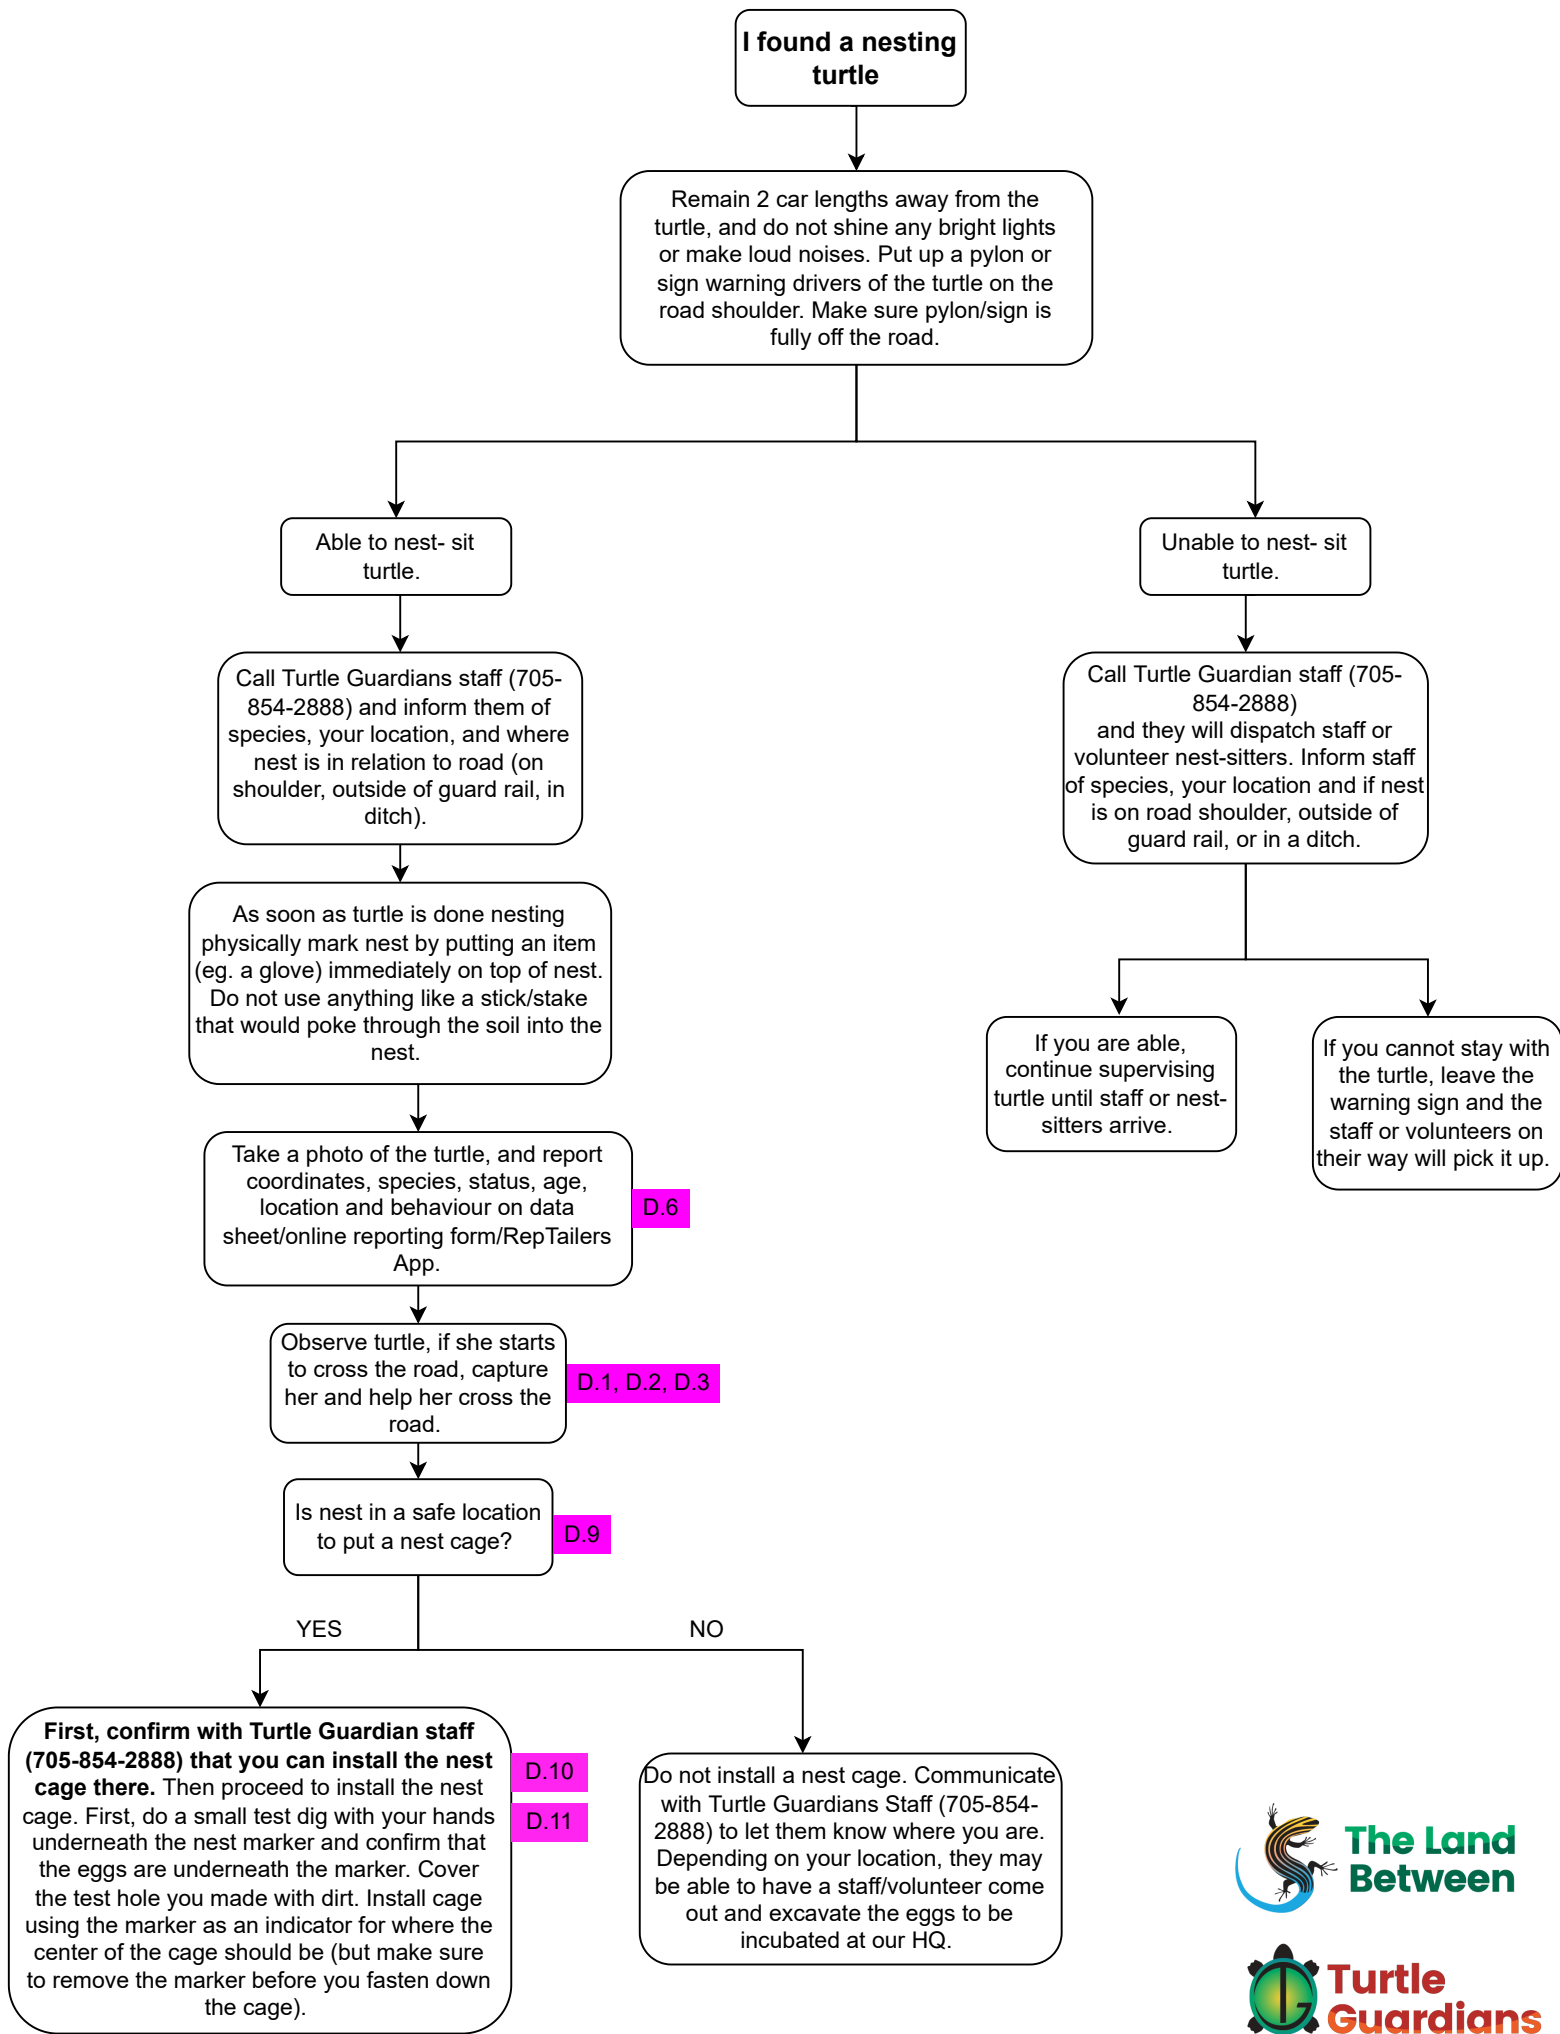 I found a nesting
turtle
Remain 2 car lengths away from the
turtle, and do not shine any bright lights
or make loud noises. Put up a pylon or
sign warning drivers of the turtle on the
road shoulder. Make sure pylon/sign is
fully off the road.
Able to nest- sit
turtle.
Unable to nest- sit
turtle.
Call Turtle Guardians staff (705-
854-2888) and inform them of
species, your location, and where
nest is in relation to road (on
shoulder, outside of guard rail, in
ditch).
Call Turtle Guardian staff (705-
854-2888)
and they will dispatch staff or
volunteer nest-sitters. Inform staff
of species, your location and if nest
is on road shoulder, outside of
guard rail, or in a ditch.
As soon as turtle is done nesting
physically mark nest by putting an item
(eg. a glove) immediately on top of nest.
Do not use anything like a stick/stake
that would poke through the soil into the
nest.
If you are able,
continue supervising
turtle until staff or nest-
sitters arrive.
If you cannot stay with
the turtle, leave the
warning sign and the
staff or volunteers on
their way will pick it up.
Take a photo of the turtle, and report
coordinates, species, status, age,
location and behaviour on data
sheet/online reporting form/RepTailers
App.
D.6
Observe turtle, if she starts
to cross the road, capture
her and help her cross the
road.
D.1, D.2, D.3
Is nest in a safe location
to put a nest cage?
D.9
YES
NO
First, confirm with Turtle Guardian staff
(705-854-2888) that you can install the nest
cage there. Then proceed to install the nest
cage. First, do a small test dig with your hands
underneath the nest marker and confirm that
the eggs are underneath the marker. Cover
the test hole you made with dirt. Install cage
using the marker as an indicator for where the
center of the cage should be (but make sure
to remove the marker before you fasten down
the cage).
D.10
D.11
Do not install a nest cage. Communicate
with Turtle Guardians Staff (705-854-
2888) to let them know where you are.
Depending on your location, they may
be able to have a staff/volunteer come
out and excavate the eggs to be
incubated at our HQ.
The Land
Between
Turtle
Guardians